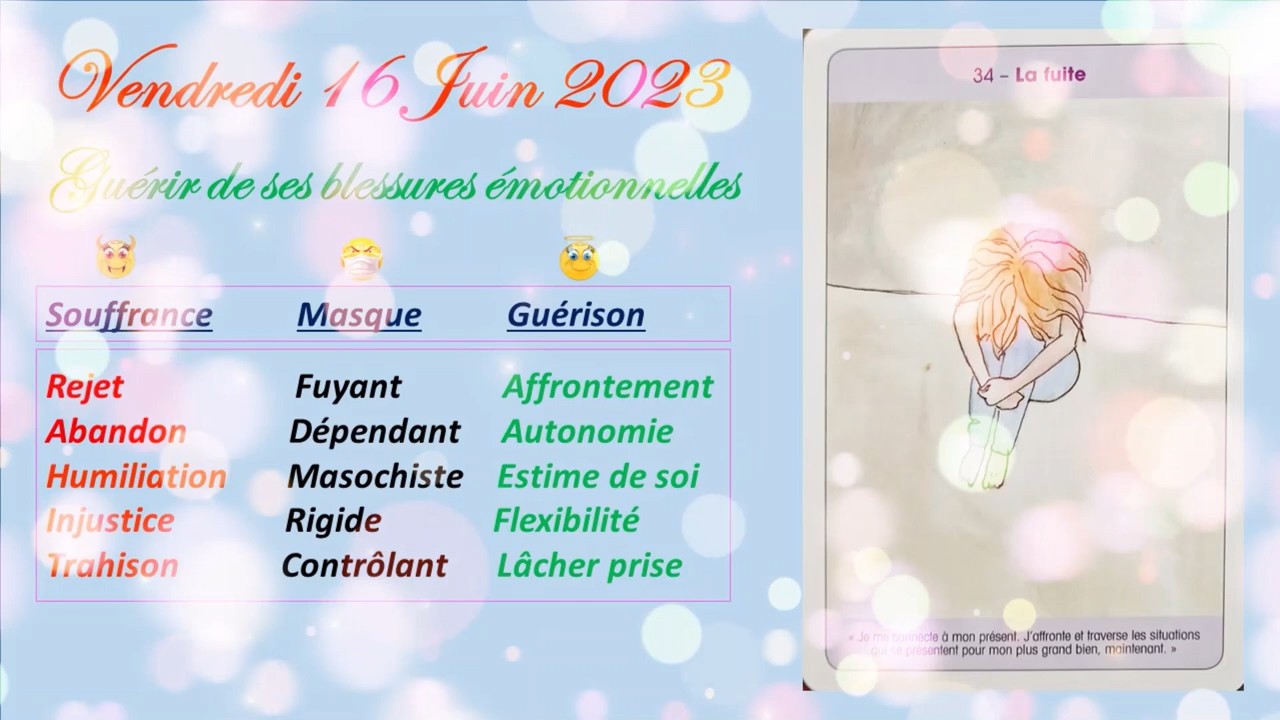 Vendredi 16 Juin 2023
Guérir de ses blessures émotionnelles
Souffrance Masque Guérison
Rejet Fuyant Affrontement
Abandon Dépendant Autonomie
Humiliation Masochiste Estime de soi
Injustice Rigide Flexibilité
Trahison Contrôlant Lâcher prise
34 – La fuite
« Je me connecte à mon présent. J'affronte et traverse les situations
qui se présentent pour mon plus grand bien, maintenant. »